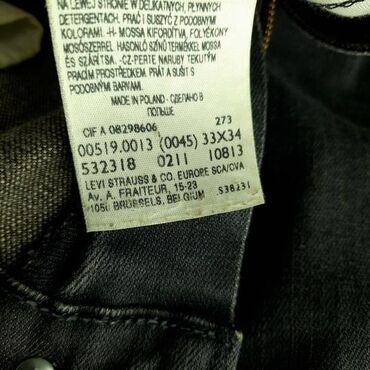 NA LEWEJ STRONIE W DELIKATNYCH, PŁYNNYCH
DETERGENTACH. PRAĆ I SUSZYĆ Z PODOBNYMI
KOLORAMI. -H- MOSSA KIFORDÍTVA, FOLYÉKONY
MOSÓSZERREL. HASONLÓ SZÍNŰ TERMÉKKEL MOSSA
ÉS SZÁRÍTSA. -CZ- PERTE NARUBY, TEKUTÝM
PRACÍM PROSTŘEDKEM. PRÁT A SUŠIT S
PODOBNÝMI BARVAMI.
MADE IN POLAND - СДЕЛАНО В
ПОЛЬШЕ
CIF A 08298606 273
00519.0013 (0045) 33X34
532318 0211 10813
LEVI STRAUSS & CO. EUROPE SCA/CVA
Av. A. FRAITEUR, 15-23
1050 BRUSSELS, BELGIUM 538231